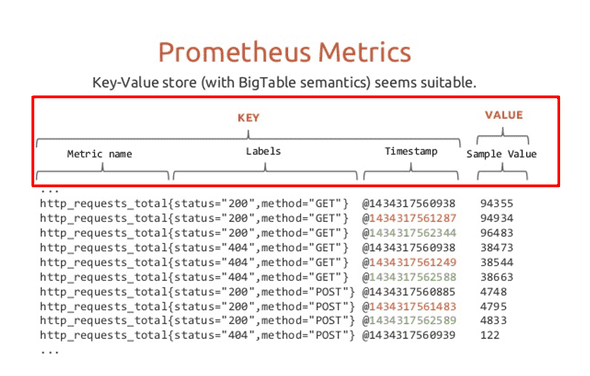 Prometheus Metrics
Key-Value store (with BigTable semantics) seems suitable.
KEY VALUE
Metric name Labels Timestamp Sample Value
...
http_requests_total{status="200",method="GET"} @1434317560938 94355
http_requests_total{status="200",method="GET"} @1434317561287 94934
http_requests_total{status="200",method="GET"} @1434317562344 96483
http_requests_total{status="404",method="GET"} @1434317560938 38473
http_requests_total{status="404",method="GET"} @1434317561249 38544
http_requests_total{status="404",method="GET"} @1434317562588 38663
http_requests_total{status="200",method="POST"} @1434317560885 4748
http_requests_total{status="200",method="POST"} @1434317561483 4795
http_requests_total{status="200",method="POST"} @1434317562589 4833
http_requests_total{status="404",method="POST"} @1434317560939 122
...